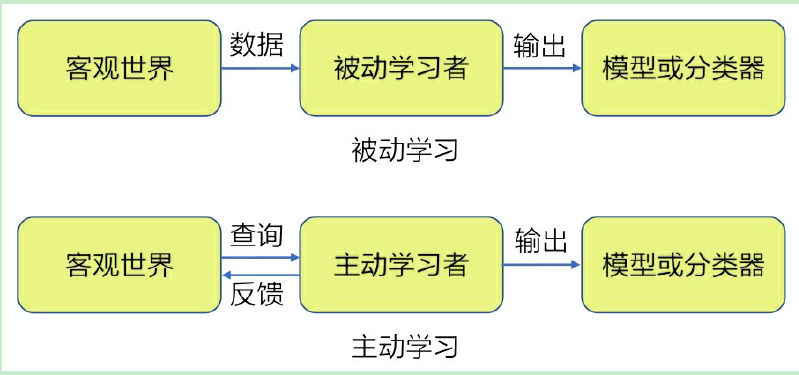 数据
输出
客观世界
被动学习者
模型或分类器
被动学习
查询
输出
客观世界
主动学习者
模型或分类器
反馈
主动学习